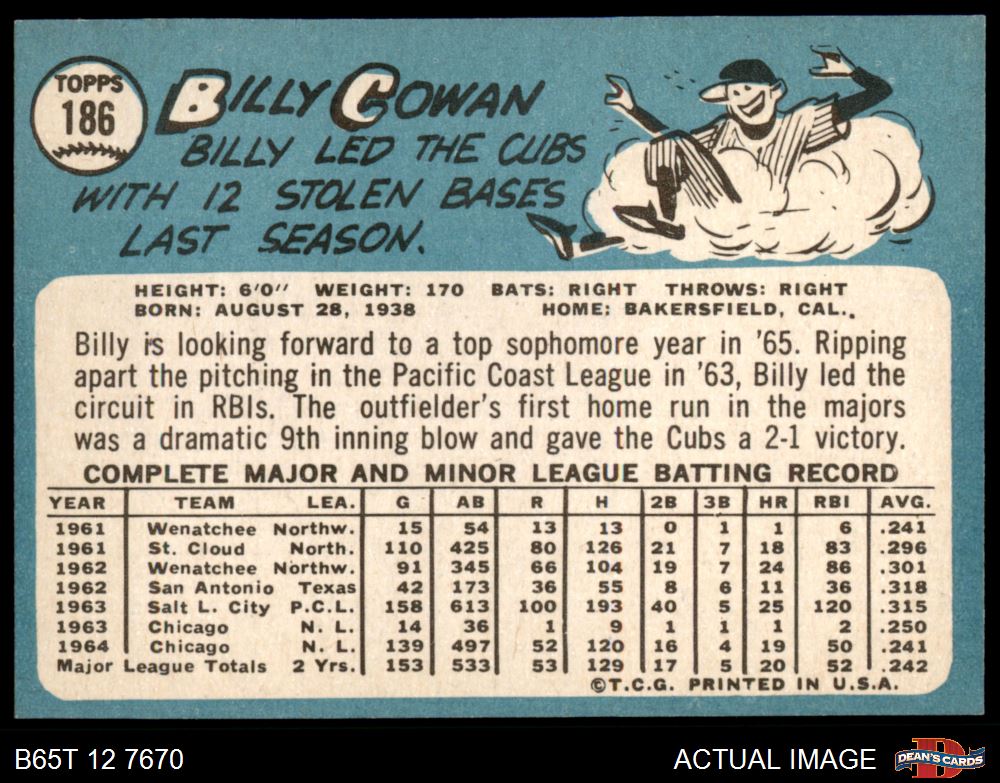 TOPPS
186
BILLY COWAN
BILLY LED THE CUBS
WITH 12 STOLEN BASES
LAST SEASON.
HEIGHT: 6'0" WEIGHT: 170 BATS: RIGHT THROWS: RIGHT
BORN: AUGUST 28, 1938 HOME: BAKERSFIELD, CAL.
Billy is looking forward to a top sophomore year in '65. Ripping
apart the pitching in the Pacific Coast League in '63, Billy led the
circuit in RBIs. The outfielder's first home run in the majors
was a dramatic 9th inning blow and gave the Cubs a 2-1 victory.
COMPLETE MAJOR AND MINOR LEAGUE BATTING RECORD
YEAR TEAM LEA. G AB R H 2B 3B HR RBI AVG.
1961 Wenatchee Northw. 15 54 13 13 0 1 1 6 .241
1961 St. Cloud North. 110 425 80 126 21 7 18 83 .296
1962 Wenatchee Northw. 91 345 66 104 19 7 24 86 .301
1962 San Antonio Texas 42 173 36 55 8 6 11 36 .318
1963 Salt L. City P.C.L. 158 613 100 193 40 5 25 120 .315
1963 Chicago N. L. 14 36 1 9 1 1 1 2 .250
1964 Chicago N. L. 139 497 52 120 16 4 19 50 .241
Major League Totals 2 Yrs. 153 533 53 129 17 5 20 52 .242
©T.C.G. PRINTED IN U.S.A.
B65T 12 7670 ACTUAL IMAGE DEAN'S CARDS